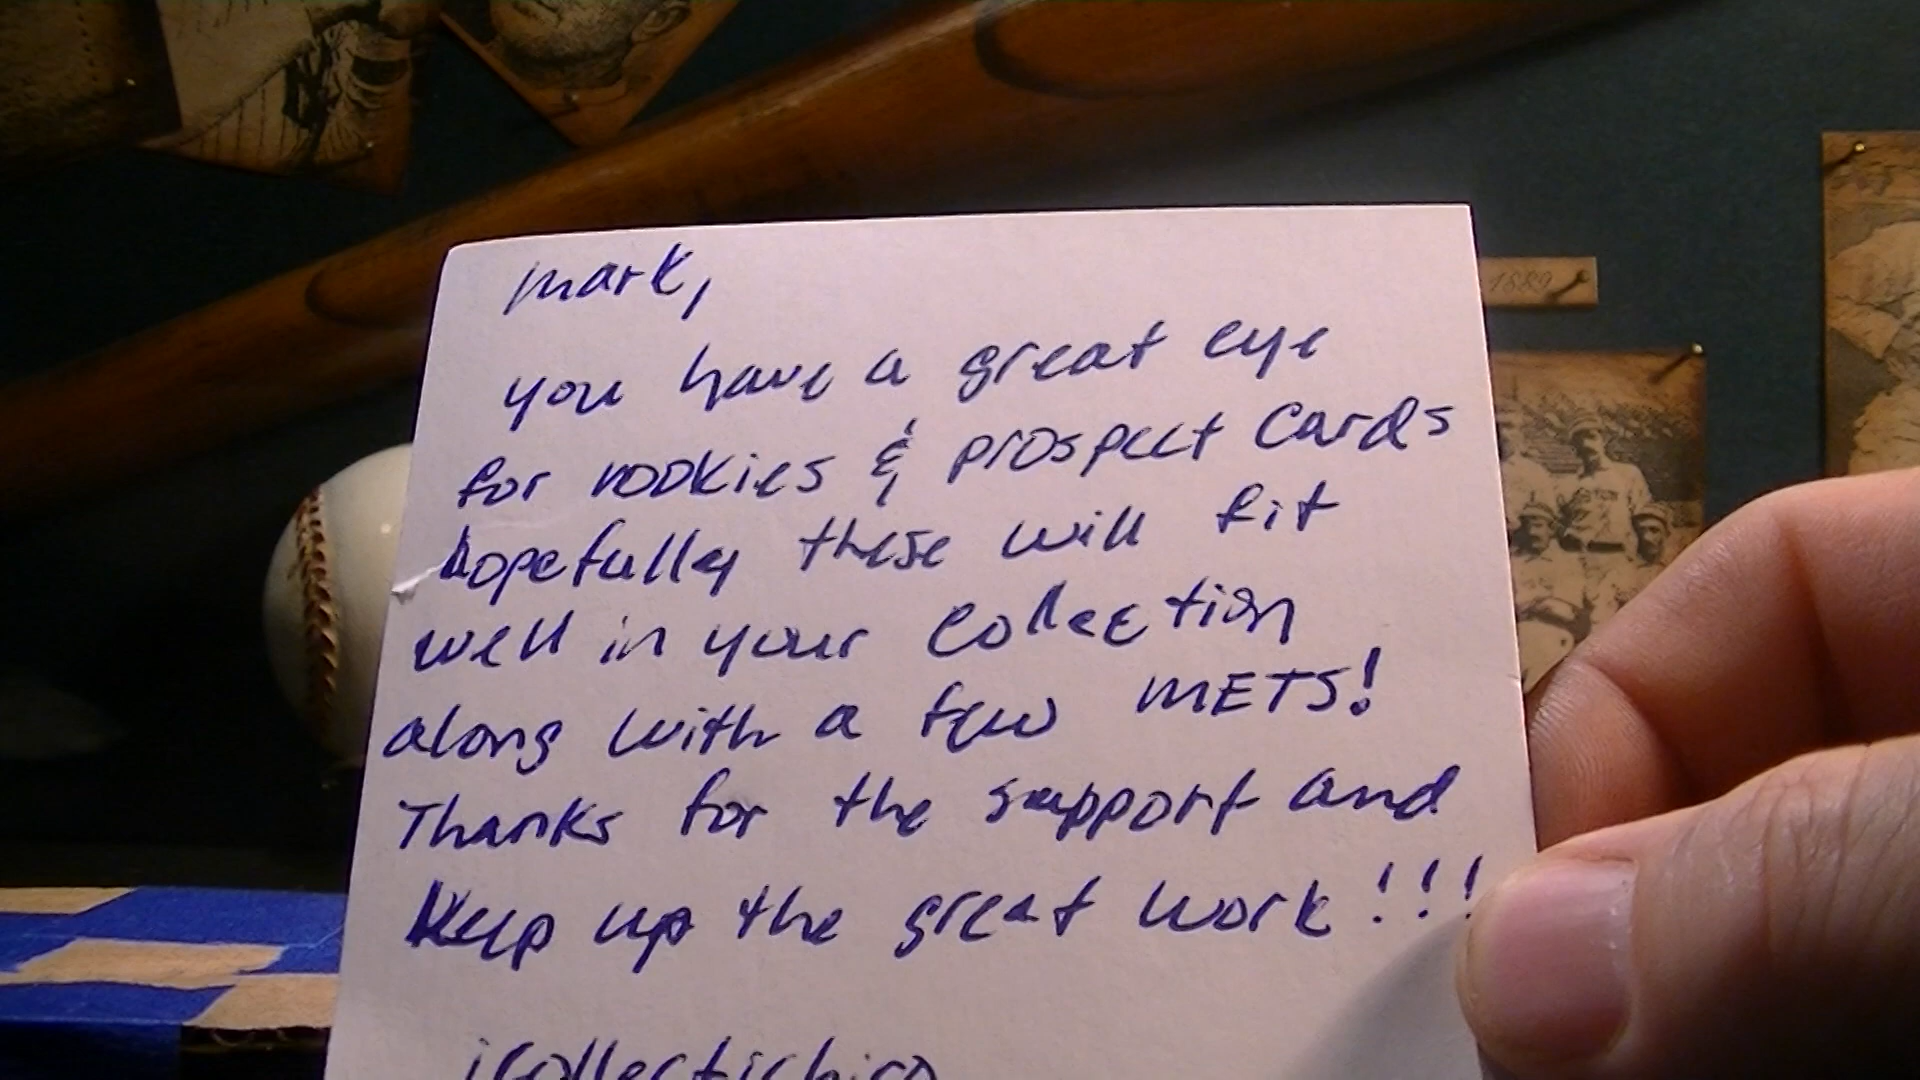 mark,
you have a great eye
for rookies & prospect Cards
hopefully these will fit
well in your collection
along with a few METS!
Thanks for the support and
Keep up the great work!!!
1889